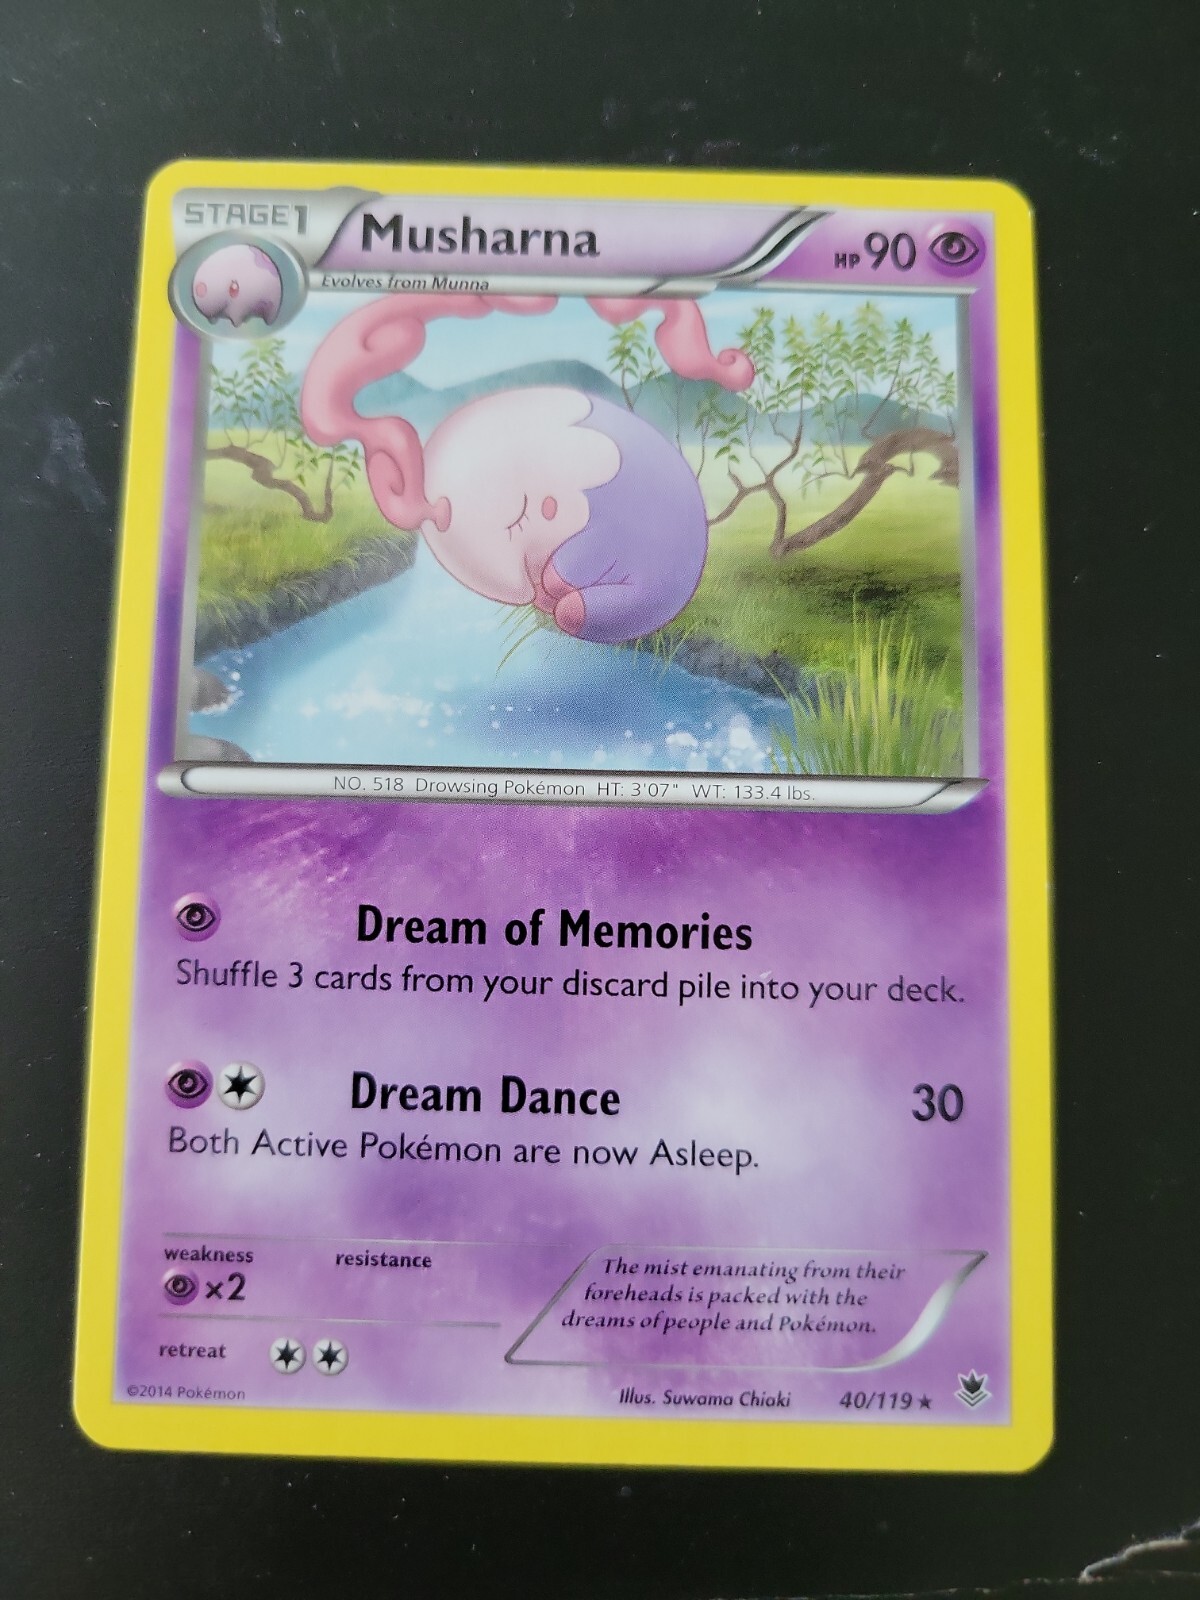 STAGE1
Musharna
HP 90
Evolves from Munna
NO. 518 Drowsing Pokémon HT: 3'07" WT: 133.4 lbs.
Dream of Memories
Shuffle 3 cards from your discard pile into your deck.
Dream Dance 30
Both Active Pokémon are now Asleep.
weakness resistance
×2
The mist emanating from their
foreheads is packed with the
dreams of people and Pokémon.
retreat
©2014 Pokémon
Illus. Suwama Chiaki 40/119 ★